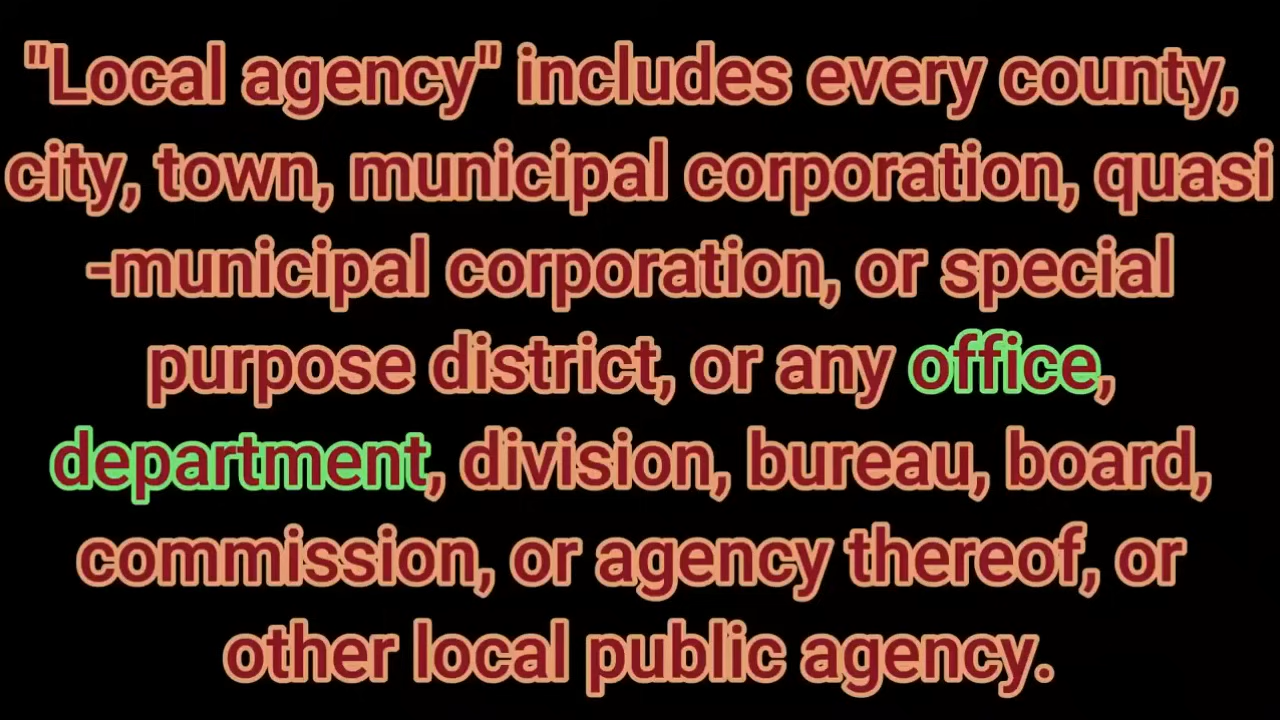 "Local agency" includes every county,
city, town, municipal corporation, quasi
-municipal corporation, or special
purpose district, or any office,
department, division, bureau, board,
commission, or agency thereof, or
other local public agency.